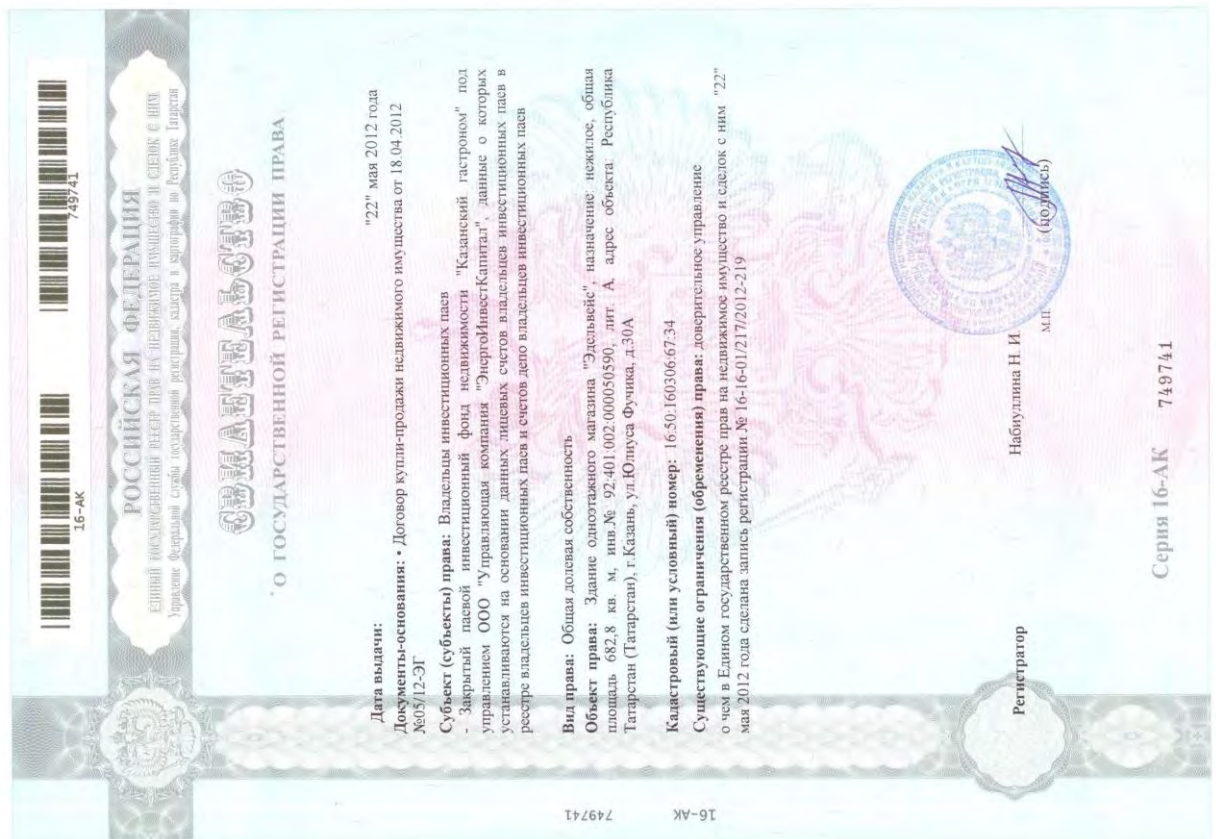 16-АК
749741
РОССИЙСКАЯ ФЕДЕРАЦИЯ
ЕДИНЫЙ ГОСУДАРСТВЕННЫЙ РЕЕСТР ПРАВ НА НЕДВИЖИМОЕ ИМУЩЕСТВО И СДЕЛОК С НИМ
Управление Федеральной службы государственной регистрации, кадастра и картографии по Республике Татарстан
СВИДЕТЕЛЬСТВО
О ГОСУДАРСТВЕННОЙ РЕГИСТРАЦИИ ПРАВА
Дата выдачи: "22" мая 2012 года
Документы-основания: • Договор купли-продажи недвижимого имущества от 18.04.2012
№05/12-ЭГ
Субъект (субъекты) права: Владельцы инвестиционных паев
- Закрытый паевой инвестиционный фонд недвижимости "Казанский гастроном" под
управлением ООО "Управляющая компания "ЭнергоИнвестКапитал", данные о которых
устанавливаются на основании данных лицевых счетов владельцев инвестиционных паев в
реестре владельцев инвестиционных паев и счетов депо владельцев инвестиционных паев
Вид права: Общая долевая собственность
Объект права: Здание одноэтажного магазина "Эдельвейс", назначение: нежилое, общая
площадь 682,8 кв. м, инв.№ 92:401:002:000050590, лит. А, адрес объекта: Республика
Татарстан (Татарстан), г.Казань, ул.Юлиуса Фучика, д.30А
Кадастровый (или условный) номер: 16:50:160306:67:34
Существующие ограничения (обременения) права: доверительное управление
о чем в Едином государственном реестре прав на недвижимое имущество и сделок с ним "22"
мая 2012 года сделана запись регистрации № 16-16-01/217/2012-219
Регистратор Набиуллина Н. И.
М.П. (подпись)
Серия 16-АК 749741
16-АК 749741